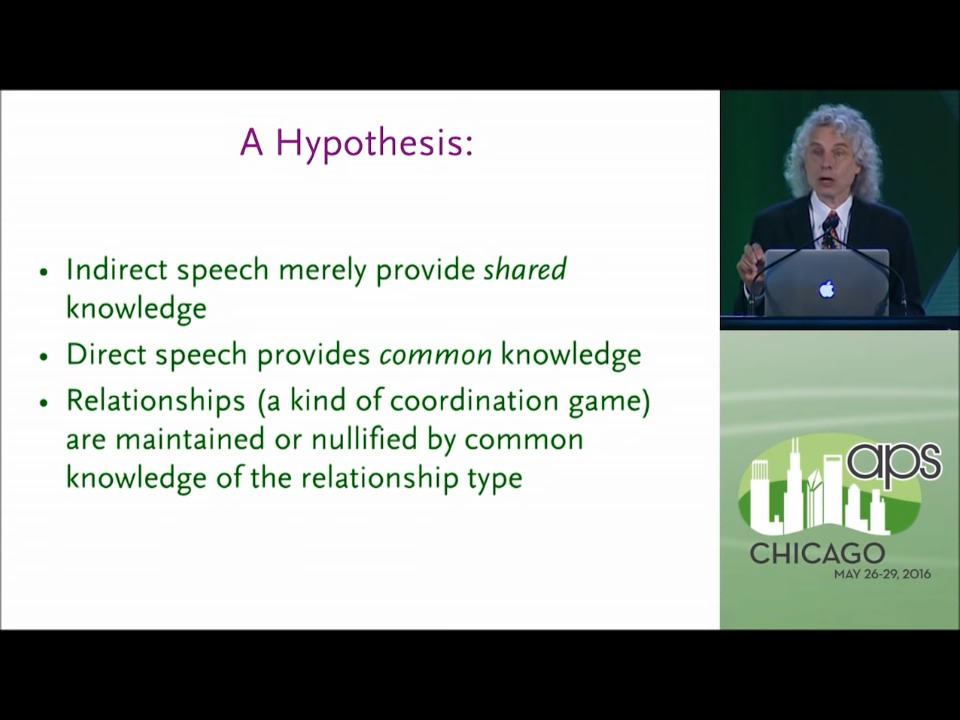 A Hypothesis:
• Indirect speech merely provide shared
knowledge
• Direct speech provides common knowledge
• Relationships (a kind of coordination game)
are maintained or nullified by common
knowledge of the relationship type
aps
CHICAGO
MAY 26-29, 2016